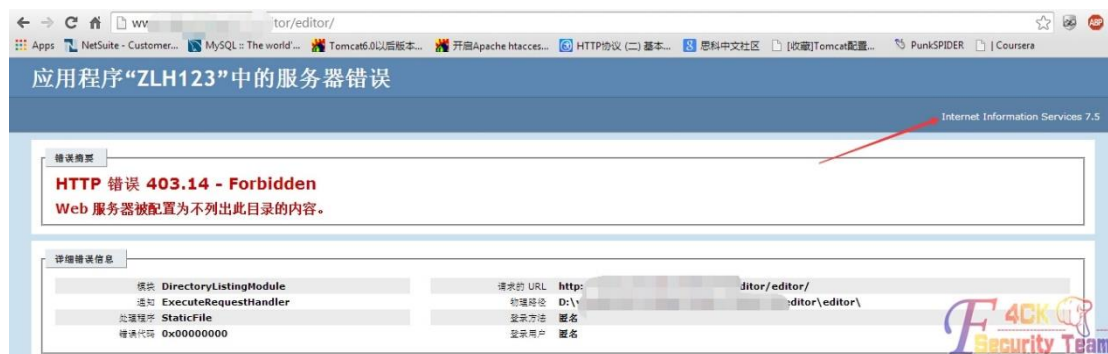 tor/editor/
Apps NetSuite - Customer... MySQL :: The world'... Tomcat6.0以后版本... 开启Apache htacces... HTTP协议 (二) 基本... 思科中文社区 [收藏]Tomcat配置... PunkSPIDER | Coursera
应用程序“ZLH123”中的服务器错误
Internet Information Services 7.5
错误摘要
HTTP 错误 403.14 - Forbidden
Web 服务器被配置为不列出此目录的内容。
详细错误信息
模块 DirectoryListingModule 请求的 URL http: ditor/editor/
通知 ExecuteRequestHandler 物理路径 D:\ editor\editor\
处理程序 StaticFile 登录方法 匿名
错误代码 0x00000000 登录用户 匿名
F4CK
Security Team